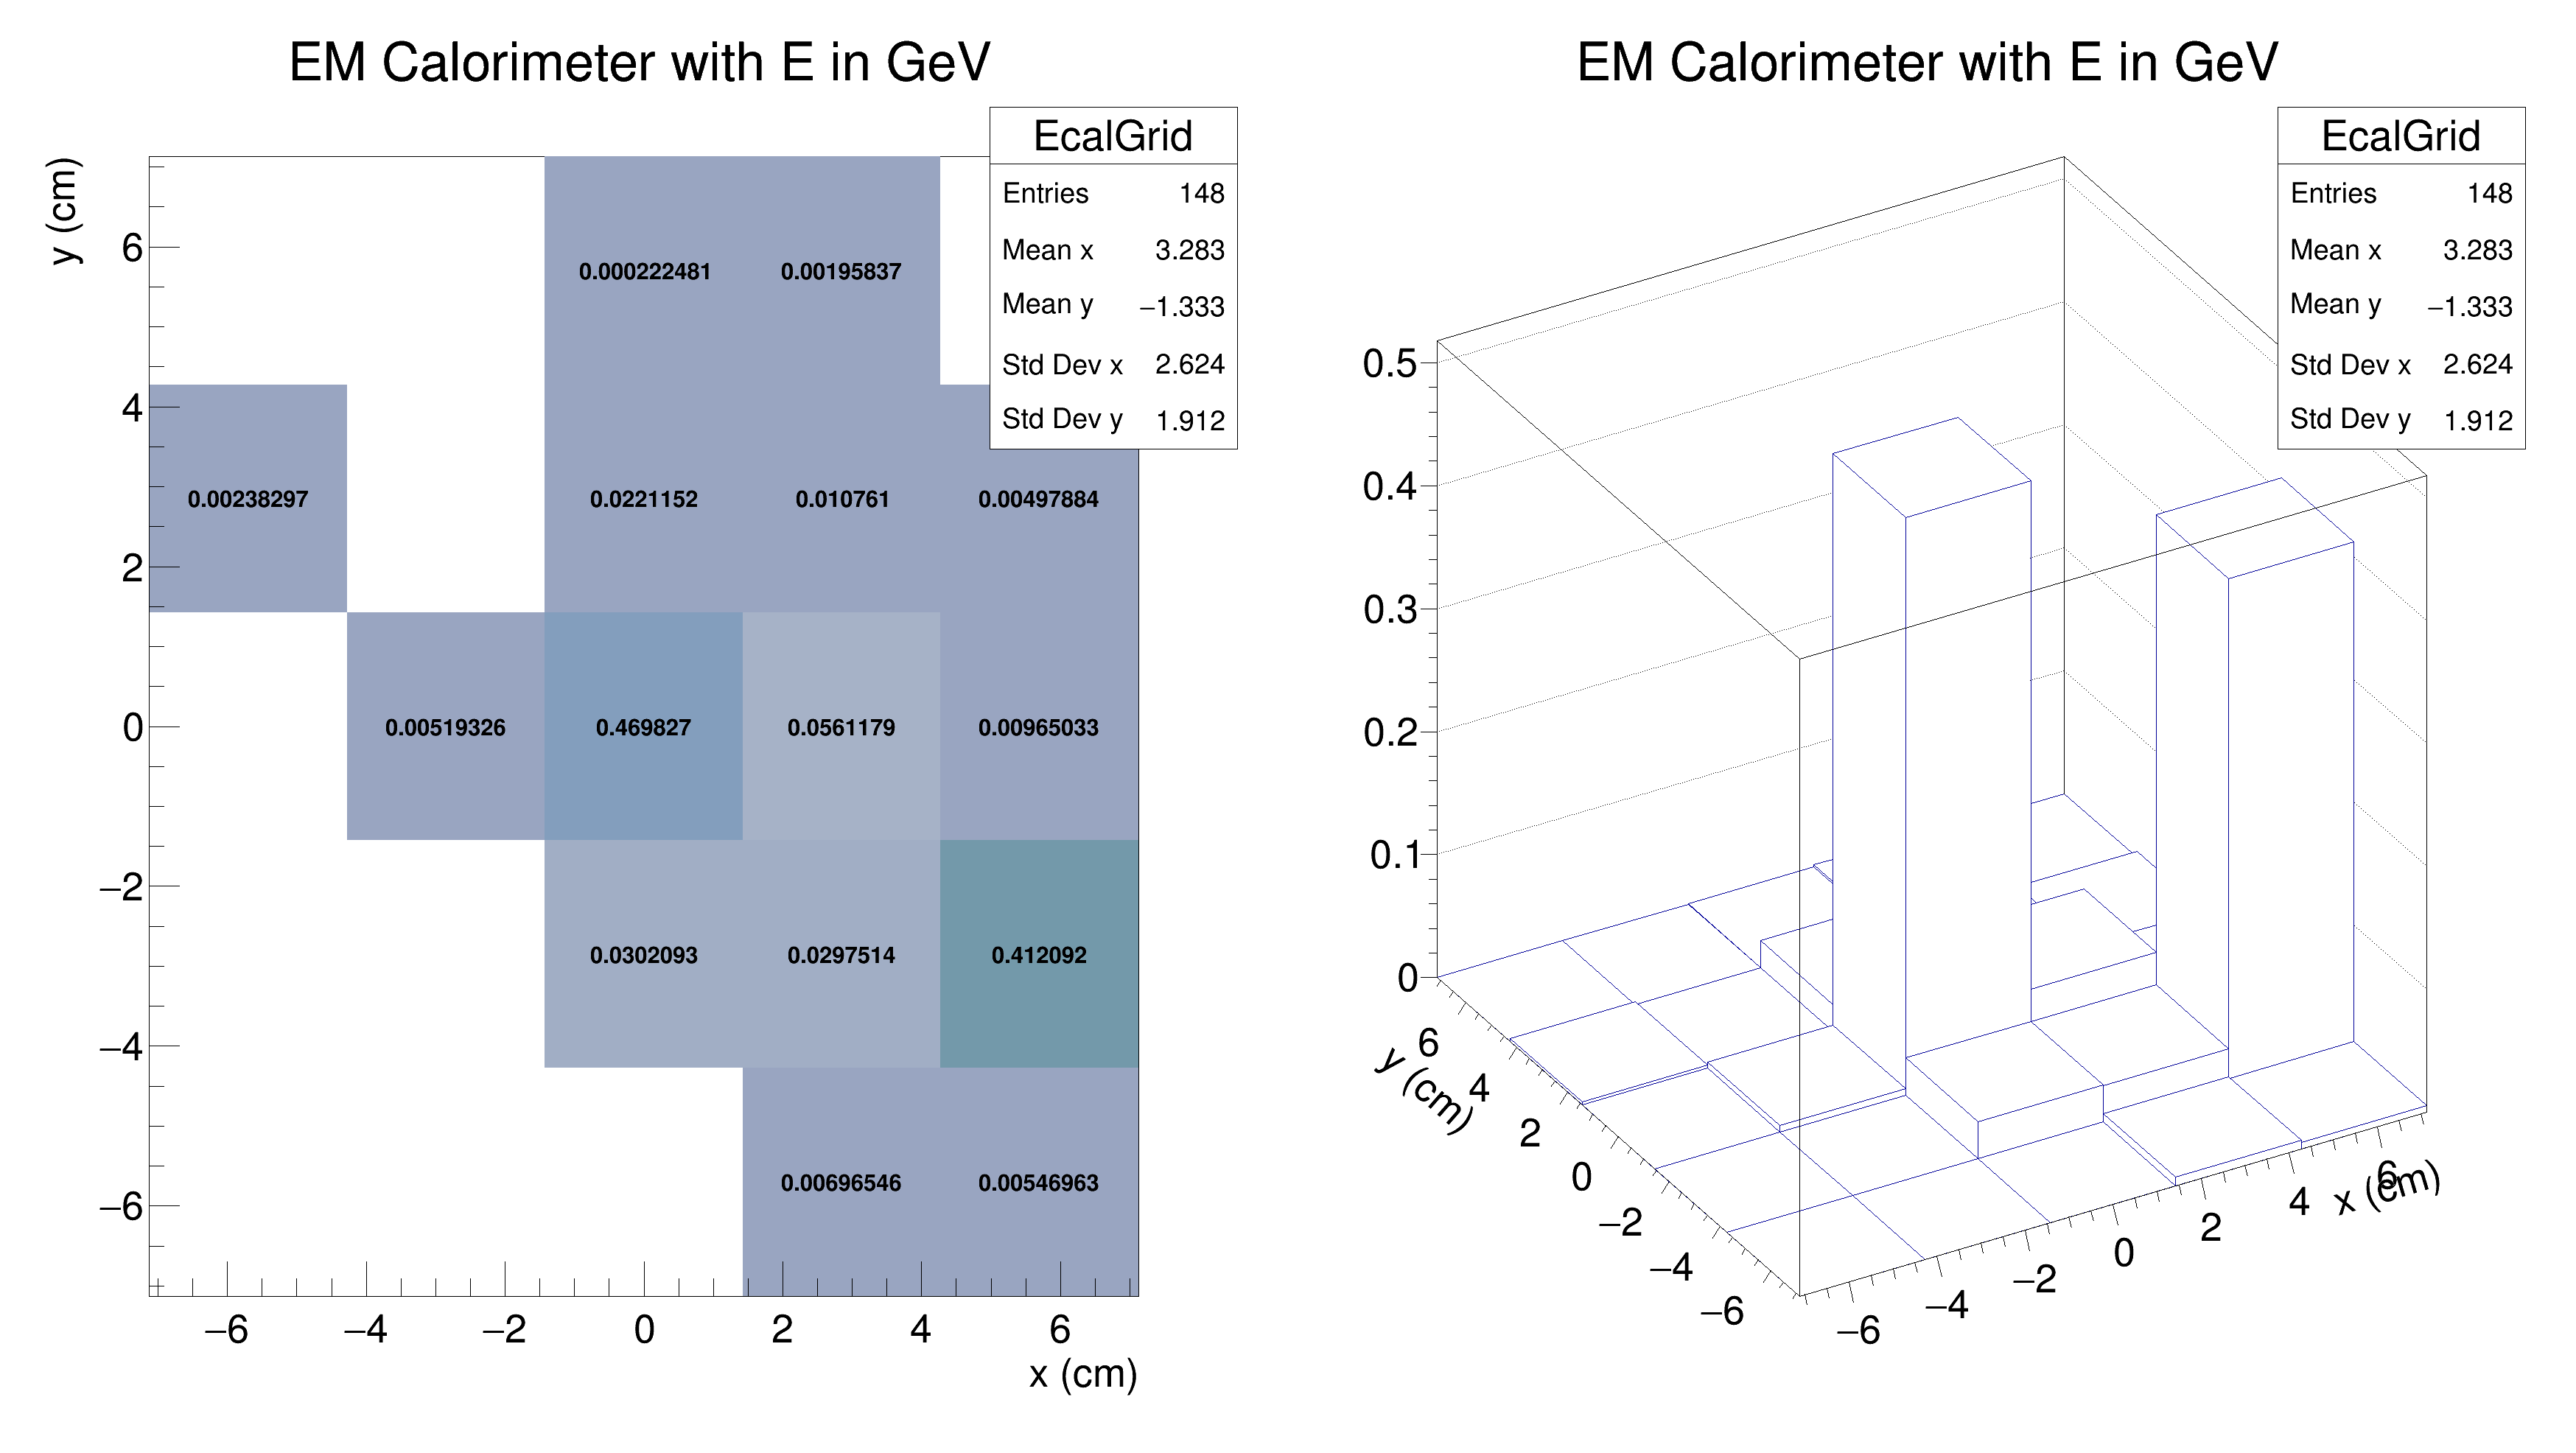 EM Calorimeter with E in GeV
EcalGrid
Entries 148
Mean x 3.283
Mean y −1.333
Std Dev x 2.624
Std Dev y 1.912
y (cm)
6
4
2
0
−2
−4
−6
0.000222481 0.00195837
0.00238297 0.0221152 0.010761 0.00497884
0.00519326 0.469827 0.0561179 0.00965033
0.0302093 0.0297514 0.412092
0.00696546 0.00546963
−6 −4 −2 0 2 4 6
x (cm)
EM Calorimeter with E in GeV
EcalGrid
Entries 148
Mean x 3.283
Mean y −1.333
Std Dev x 2.624
Std Dev y 1.912
0.5
0.4
0.3
0.2
0.1
0
y (cm)
6
4
2
0
−2
−4
−6
−6 −4 −2 0 2 4 6
x (cm)